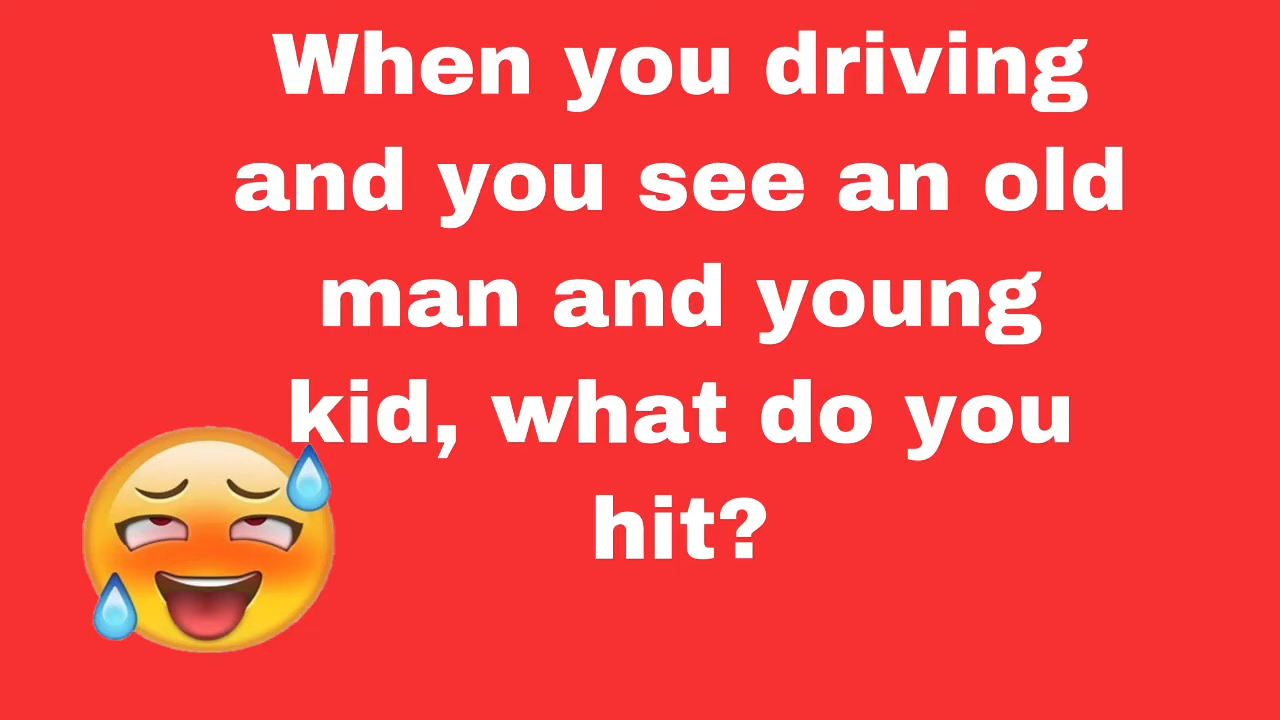 When you driving
and you see an old
man and young
kid, what do you
hit?